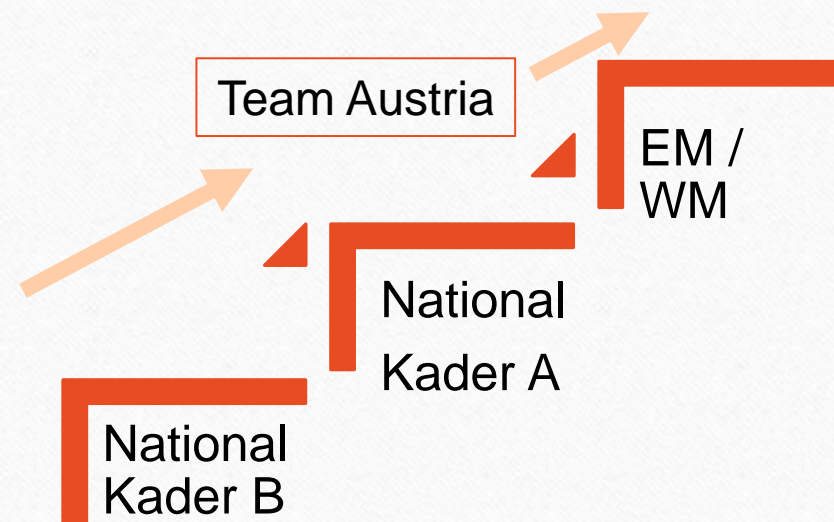 Team Austria
EM /
WM
National
Kader A
National
Kader B